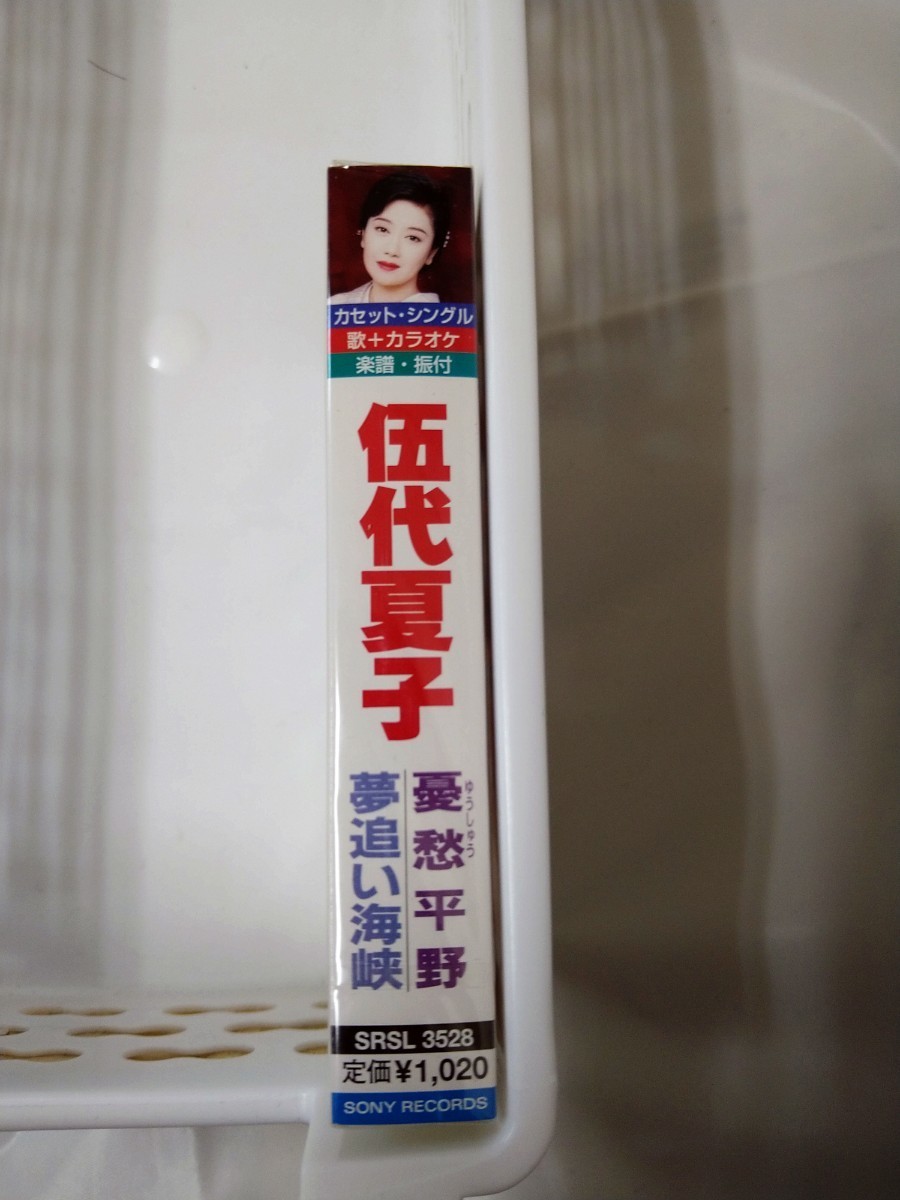 カセット・シングル
歌＋カラオケ
楽譜・振付
伍代夏子
憂愁平野
ゆうしゅう
夢追い海峡
SRSL 3528
定価¥1,020
SONY RECORDS